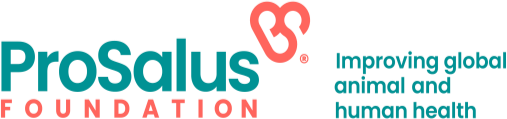 ProSalus®
FOUNDATION
Improving global
animal and
human health